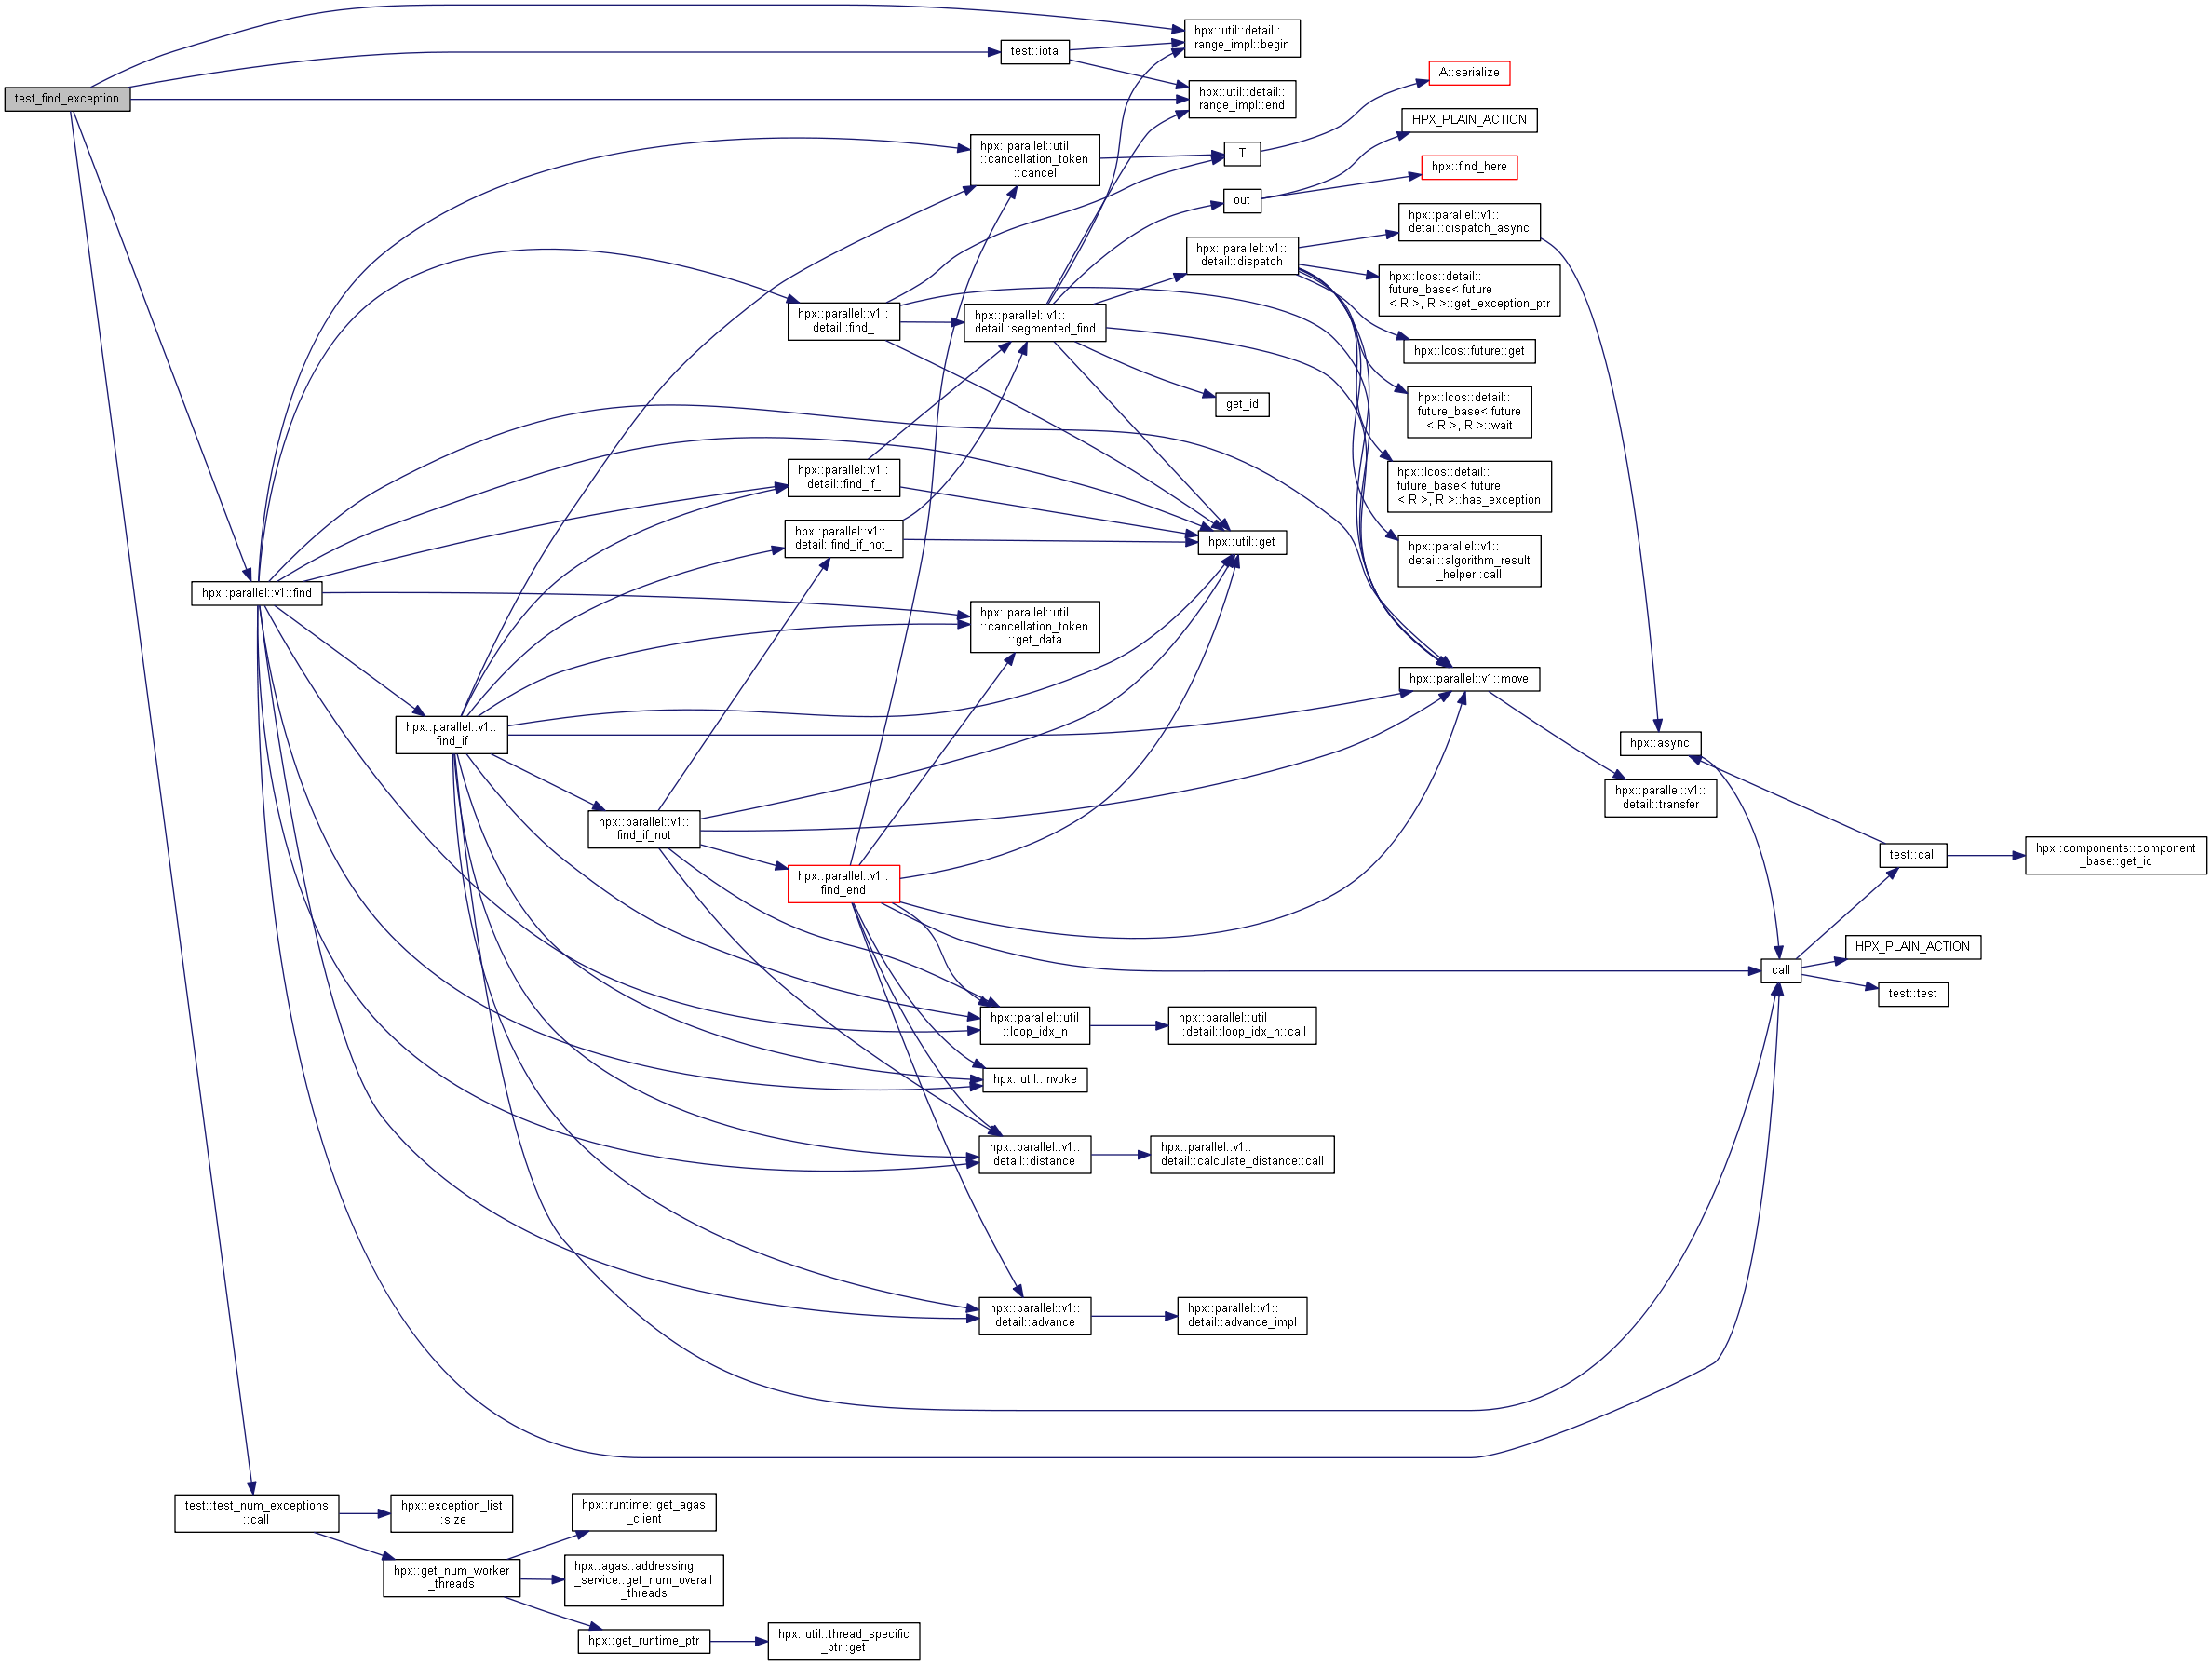 test_find_exception
hpx::util::detail::
range_impl::begin
test::iota
hpx::util::detail::
range_impl::end
A::serialize
HPX_PLAIN_ACTION
hpx::parallel::util
::cancellation_token
::cancel
T
hpx::find_here
out
hpx::parallel::v1::
detail::dispatch_async
hpx::parallel::v1::
detail::dispatch
hpx::lcos::detail::
future_base< future
< R >, R >::get_exception_ptr
hpx::parallel::v1::
detail::find_
hpx::parallel::v1::
detail::segmented_find
hpx::lcos::future::get
get_id
hpx::lcos::detail::
future_base< future
< R >, R >::wait
hpx::parallel::v1::
detail::find_if_
hpx::lcos::detail::
future_base< future
< R >, R >::has_exception
hpx::parallel::v1::
detail::find_if_not_
hpx::util::get
hpx::parallel::v1::
detail::algorithm_result
_helper::call
hpx::parallel::v1::find
hpx::parallel::util
::cancellation_token
::get_data
hpx::parallel::v1::move
hpx::parallel::v1::
find_if
hpx::async
hpx::parallel::v1::
detail::transfer
hpx::parallel::v1::
find_if_not
test::call
hpx::components::component
_base::get_id
hpx::parallel::v1::
find_end
HPX_PLAIN_ACTION
call
test::test
hpx::parallel::util
::loop_idx_n
hpx::parallel::util
::detail::loop_idx_n::call
hpx::util::invoke
hpx::parallel::v1::
detail::distance
hpx::parallel::v1::
detail::calculate_distance::call
hpx::parallel::v1::
detail::advance
hpx::parallel::v1::
detail::advance_impl
test::test_num_exceptions
::call
hpx::exception_list
::size
hpx::runtime::get_agas
_client
hpx::get_num_worker
_threads
hpx::agas::addressing
_service::get_num_overall
_threads
hpx::get_runtime_ptr
hpx::util::thread_specific
_ptr::get